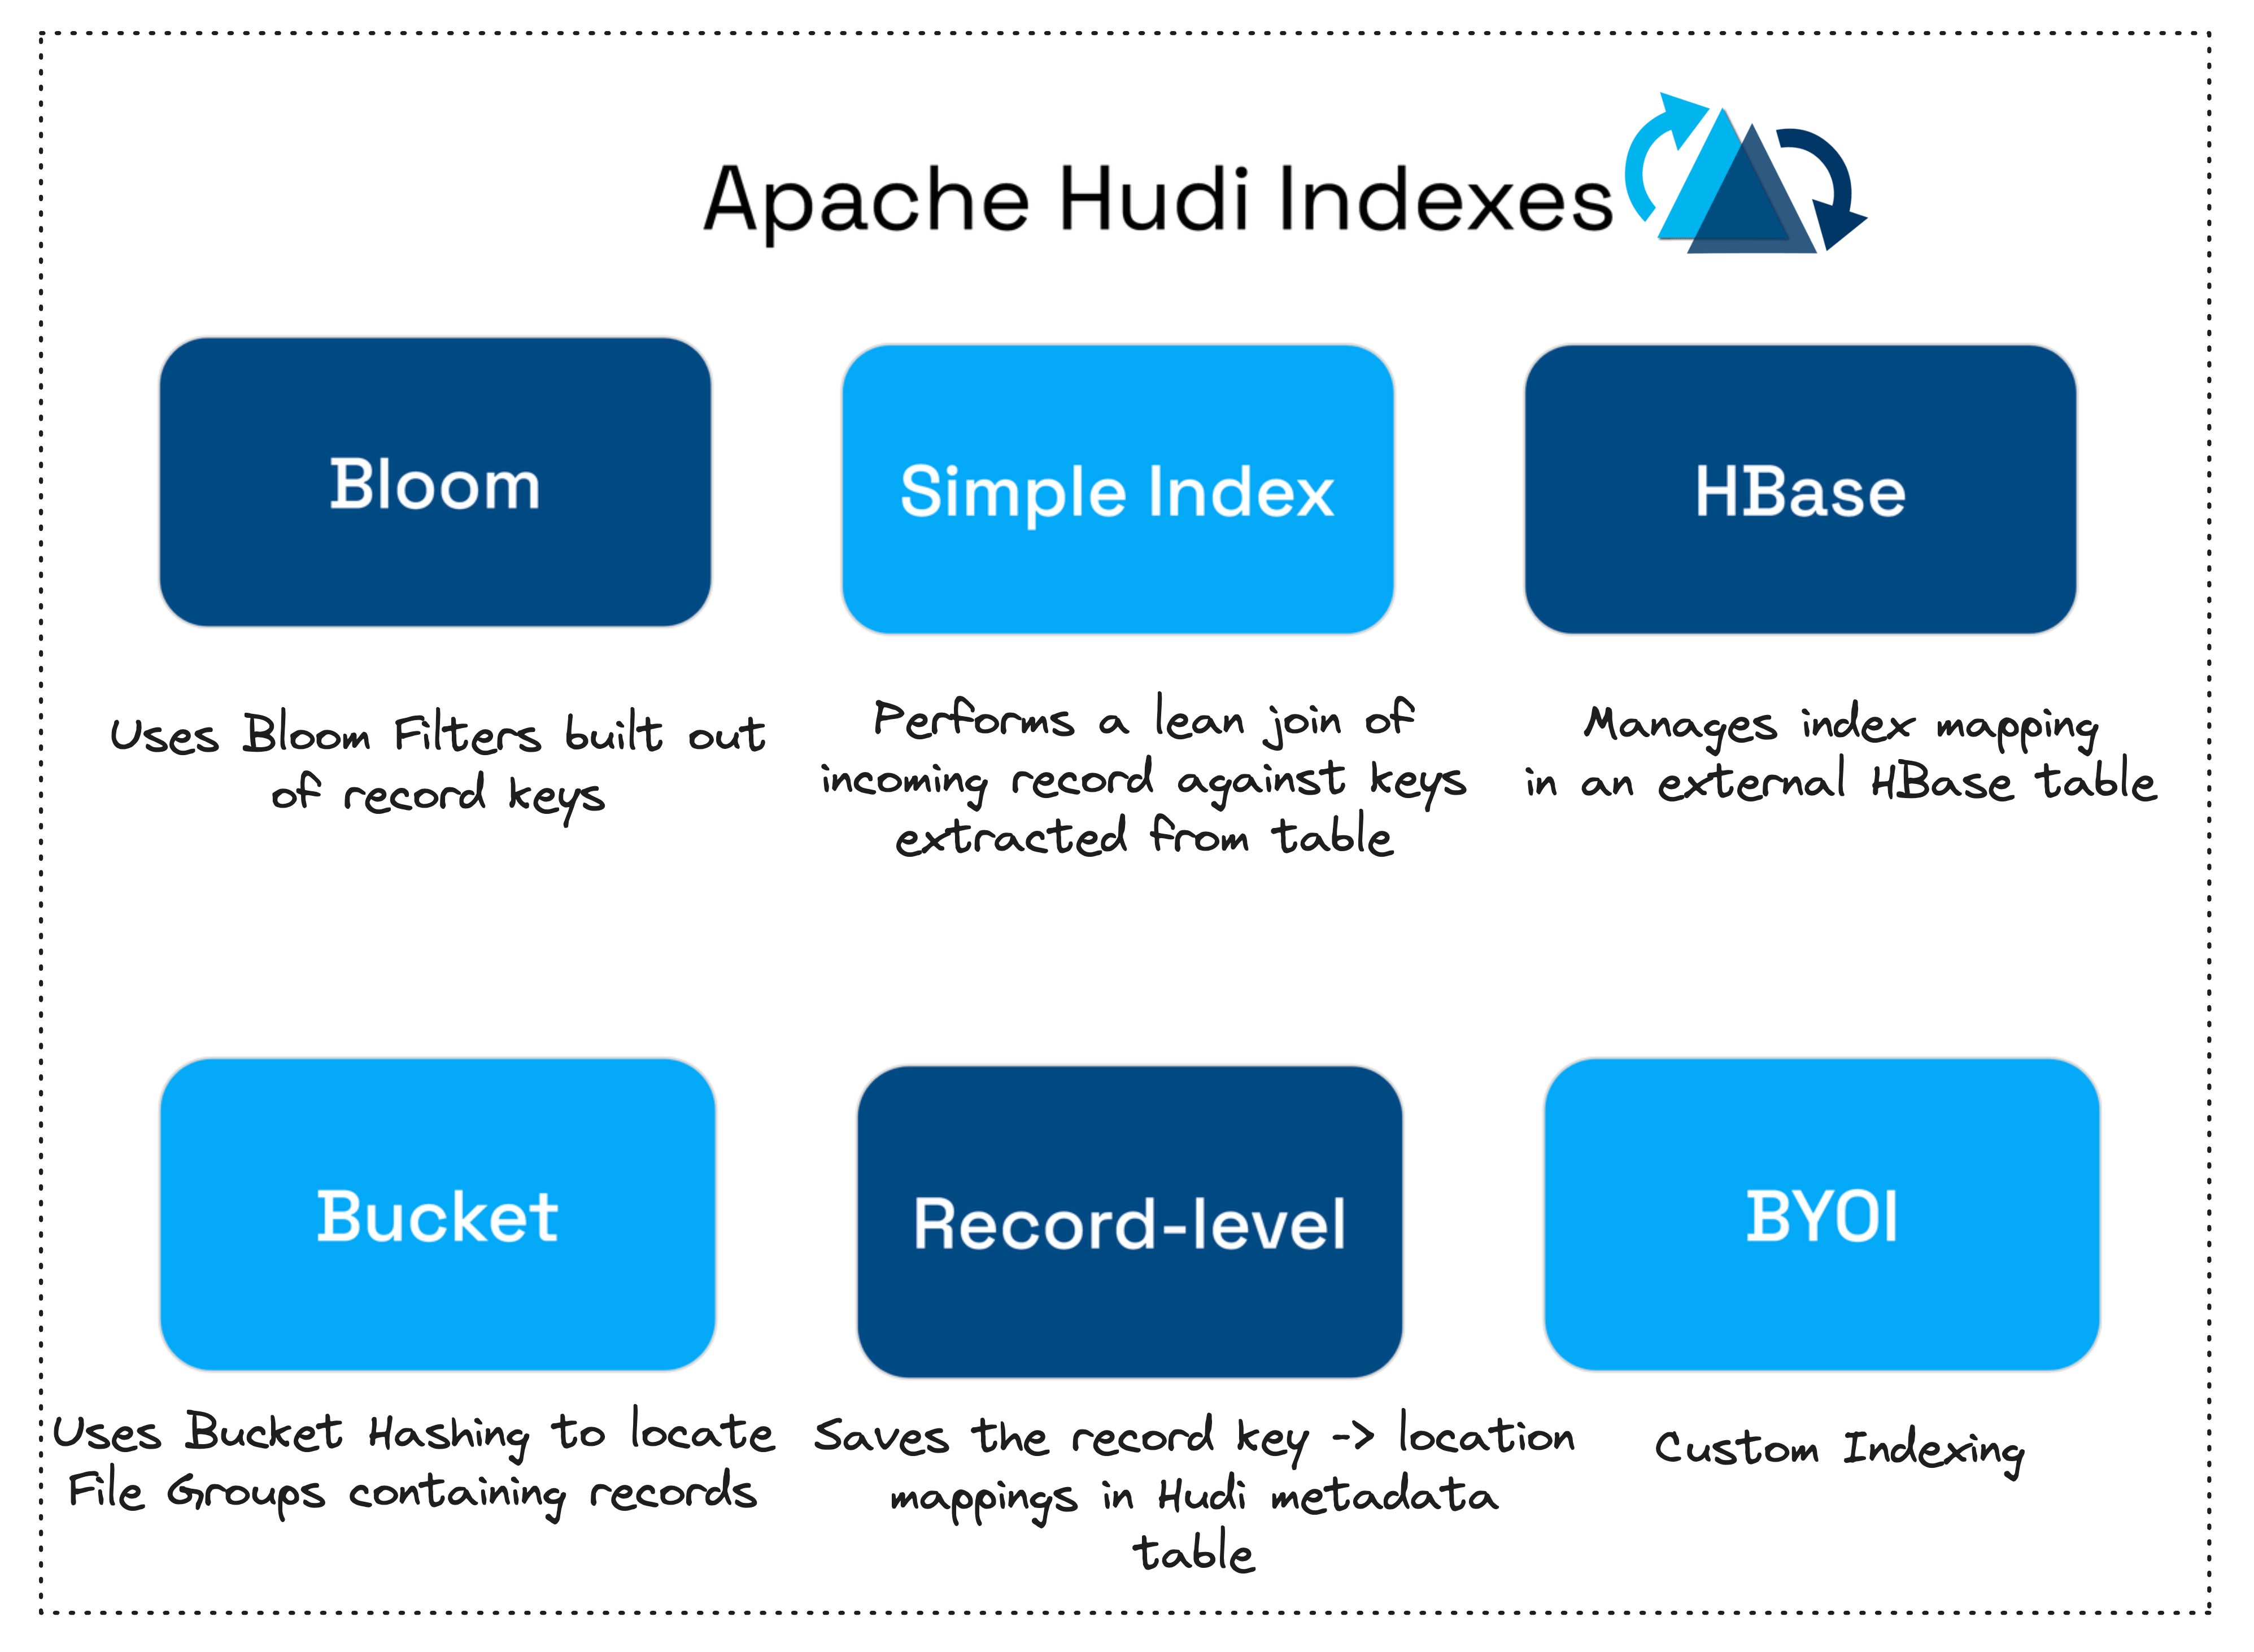 Apache Hudi Indexes
Bloom
Simple Index
HBase
Uses Bloom Filters built out
of record keys
Performs a lean join of
incoming record against keys
extracted from table
Manages index mapping
in an external HBase table
Bucket
Record-level
BYOI
Uses Bucket Hashing to locate
File Groups containing records
Saves the record key -> location
mappings in Hudi metadata
table
Custom Indexing